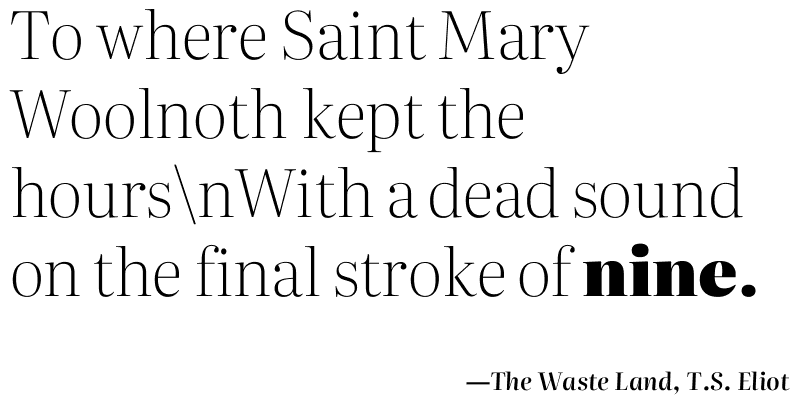 To where Saint Mary
Woolnoth kept the
hours\nWith a dead sound
on the final stroke of nine.
—The Waste Land, T.S. Eliot